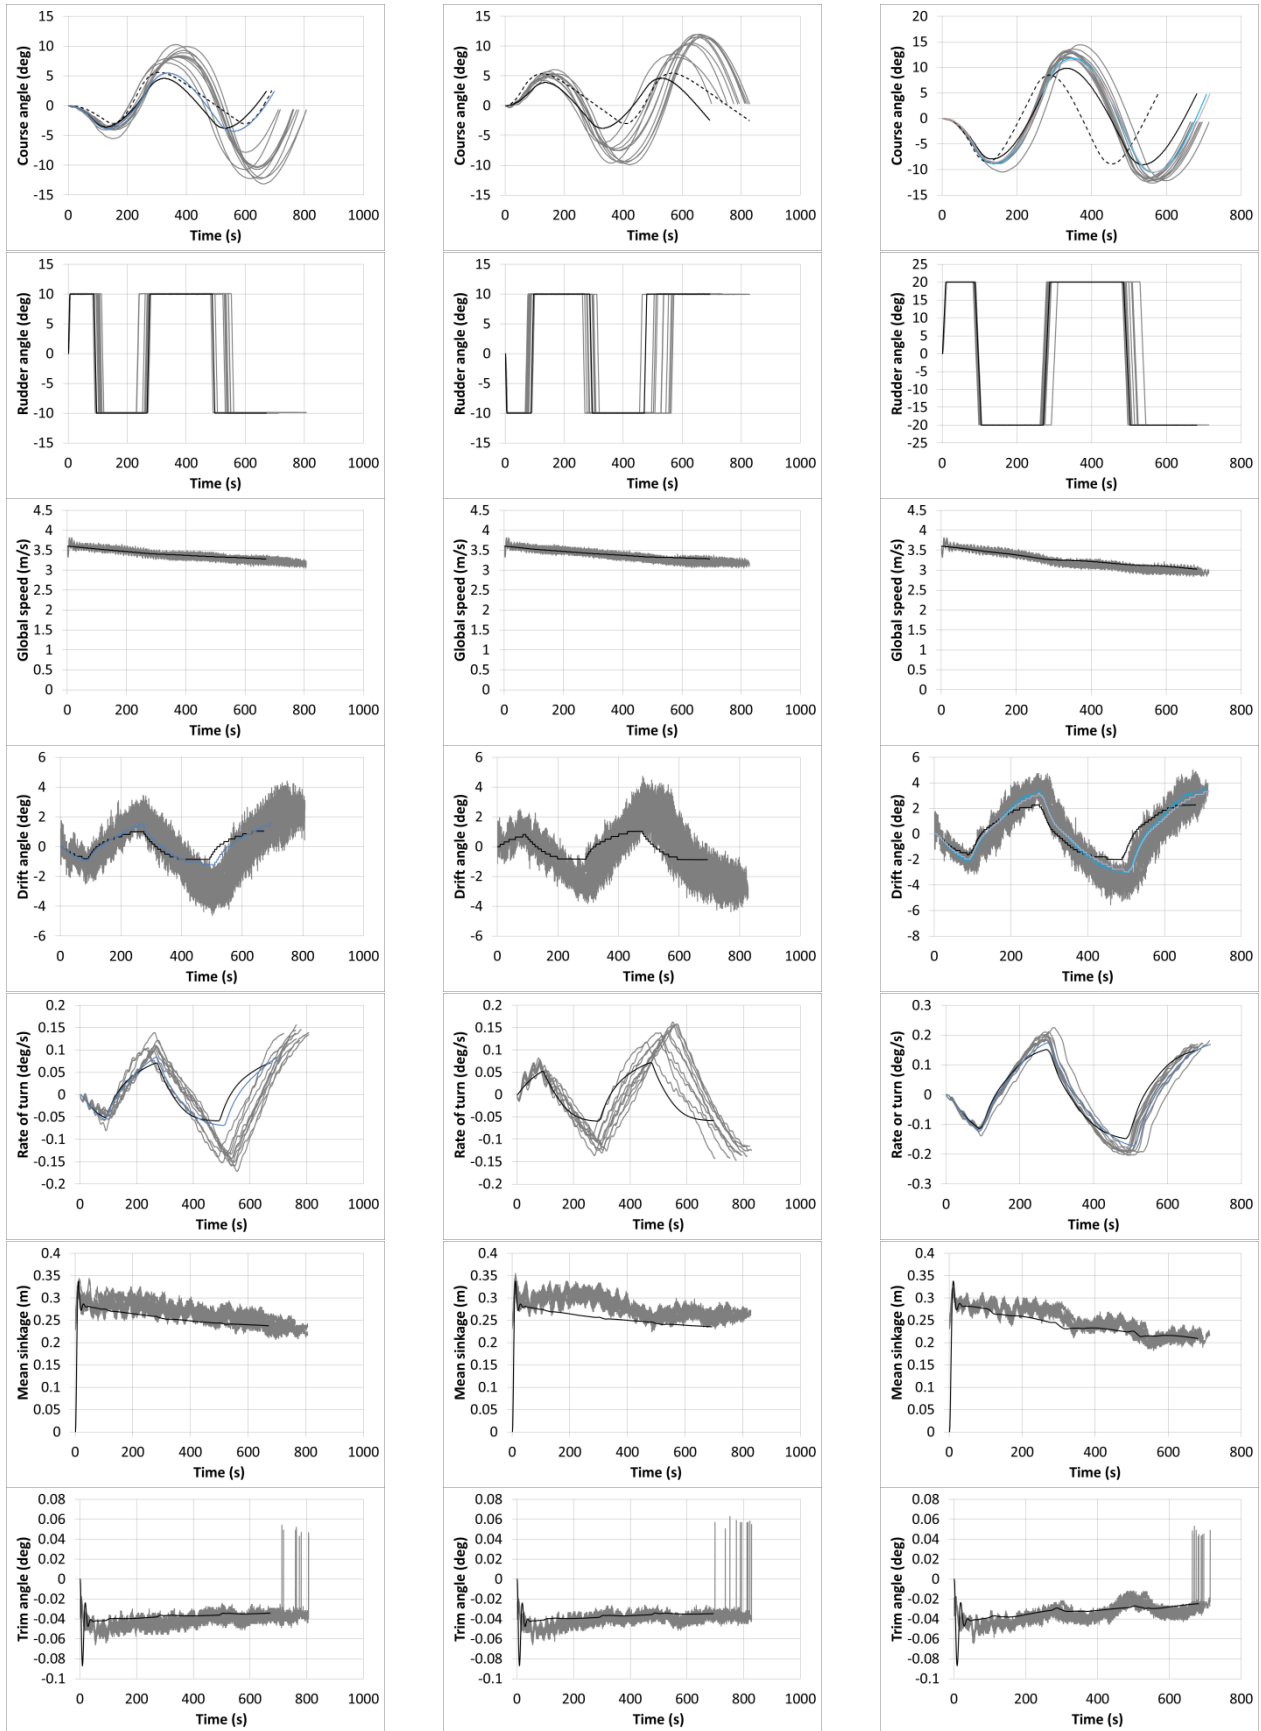 Course angle (deg)
15
10
5
0
-5
-10
-15
0 200 400 600 800 1000
Time (s)
Course angle (deg)
15
10
5
0
-5
-10
-15
0 200 400 600 800 1000
Time (s)
Course angle (deg)
20
15
10
5
0
-5
-10
-15
0 200 400 600 800
Time (s)
Rudder angle (deg)
15
10
5
0
-5
-10
-15
0 200 400 600 800 1000
Time (s)
Rudder angle (deg)
15
10
5
0
-5
-10
-15
0 200 400 600 800 1000
Time (s)
Rudder angle (deg)
25
20
15
10
5
0
-5
-10
-15
-20
-25
0 200 400 600 800
Time (s)
Global speed (m/s)
4.5
4
3.5
3
2.5
2
1.5
1
0.5
0
0 200 400 600 800 1000
Time (s)
Global speed (m/s)
4.5
4
3.5
3
2.5
2
1.5
1
0.5
0
0 200 400 600 800 1000
Time (s)
Global speed (m/s)
4.5
4
3.5
3
2.5
2
1.5
1
0.5
0
0 200 400 600 800
Time (s)
Drift angle (deg)
6
4
2
0
-2
-4
-6
0 200 400 600 800 1000
Time (s)
Drift angle (deg)
6
4
2
0
-2
-4
-6
0 200 400 600 800 1000
Time (s)
Drift angle (deg)
6
4
2
0
-2
-4
-6
-8
0 200 400 600 800
Time (s)
Rate of turn (deg/s)
0.2
0.15
0.1
0.05
0
-0.05
-0.1
-0.15
-0.2
0 200 400 600 800 1000
Time (s)
Rate of turn (deg/s)
0.2
0.15
0.1
0.05
0
-0.05
-0.1
-0.15
-0.2
0 200 400 600 800 1000
Time (s)
Rate or turn (deg/s)
0.3
0.2
0.1
0
-0.1
-0.2
-0.3
0 200 400 600 800
Time (s)
Mean sinkage (m)
0.4
0.35
0.3
0.25
0.2
0.15
0.1
0.05
0
0 200 400 600 800 1000
Time (s)
Mean sinkage (m)
0.4
0.35
0.3
0.25
0.2
0.15
0.1
0.05
0
0 200 400 600 800 1000
Time (s)
Mean sinkage (m)
0.4
0.35
0.3
0.25
0.2
0.15
0.1
0.05
0
0 200 400 600 800
Time (s)
Trim angle (deg)
0.08
0.06
0.04
0.02
0
-0.02
-0.04
-0.06
-0.08
-0.1
0 200 400 600 800 1000
Time (s)
Trim angle (deg)
0.08
0.06
0.04
0.02
0
-0.02
-0.04
-0.06
-0.08
-0.1
0 200 400 600 800 1000
Time (s)
Trim angle (deg)
0.08
0.06
0.04
0.02
0
-0.02
-0.04
-0.06
-0.08
-0.1
0 200 400 600 800
Time (s)